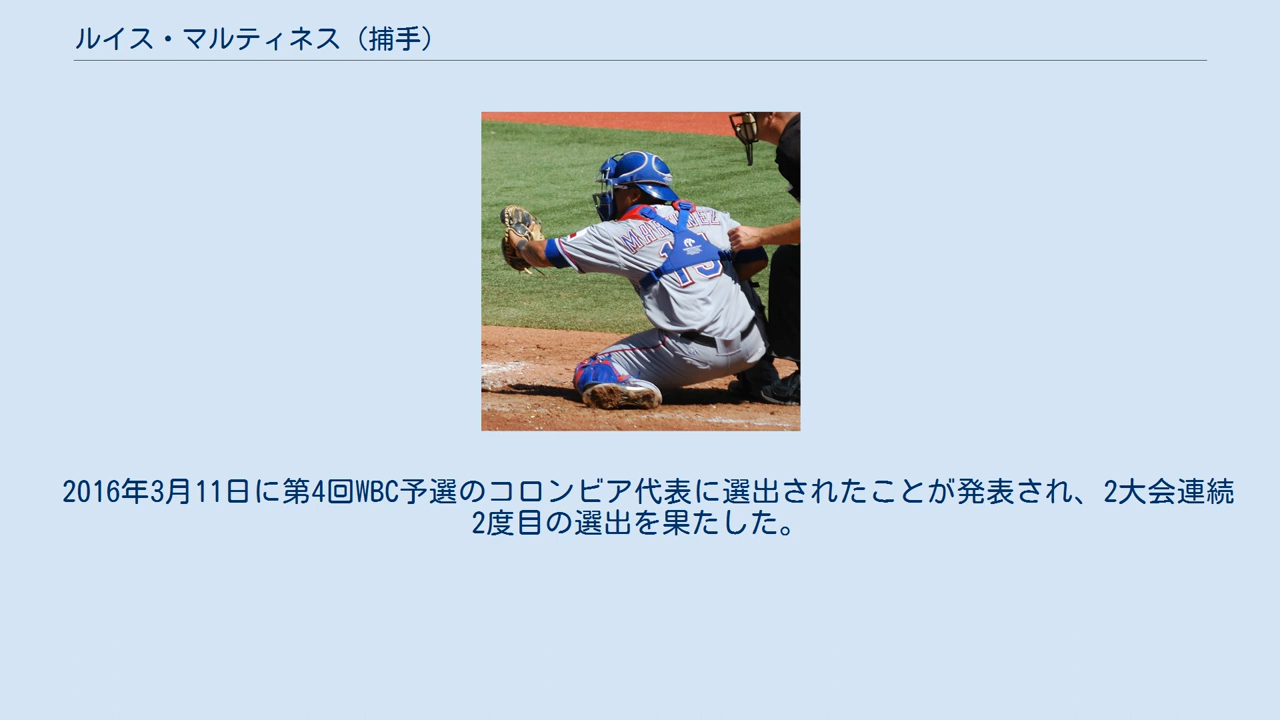 ルイス・マルティネス（捕手）
2016年3月11日に第4回WBC予選のコロンビア代表に選出されたことが発表され、2大会連続
2度目の選出を果たした。